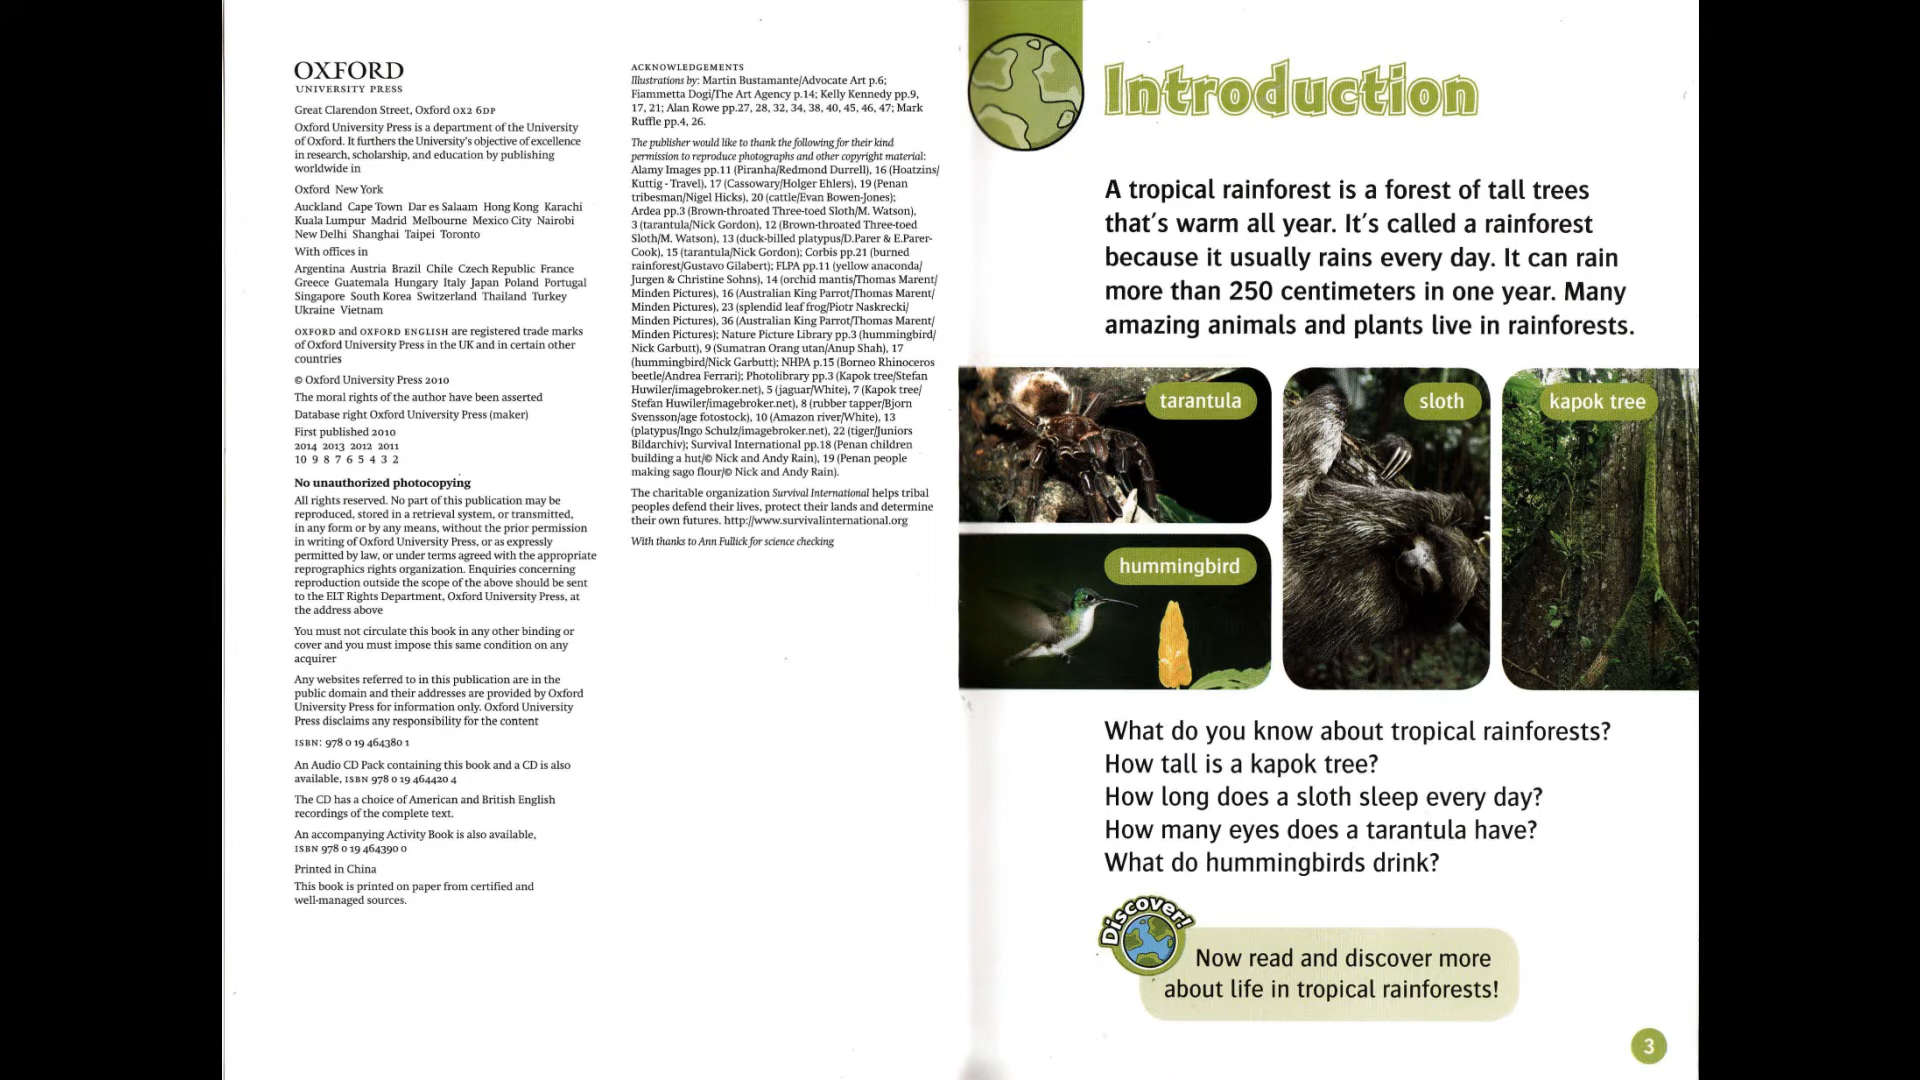 OXFORD
UNIVERSITY PRESS
Great Clarendon Street, Oxford OX2 6DP
Oxford University Press is a department of the University
of Oxford. It furthers the University's objective of excellence
in research, scholarship, and education by publishing
worldwide in
Oxford New York
Auckland Cape Town Dar es Salaam Hong Kong Karachi
Kuala Lumpur Madrid Melbourne Mexico City Nairobi
New Delhi Shanghai Taipei Toronto
With offices in
Argentina Austria Brazil Chile Czech Republic France
Greece Guatemala Hungary Italy Japan Poland Portugal
Singapore South Korea Switzerland Thailand Turkey
Ukraine Vietnam
OXFORD and OXFORD ENGLISH are registered trade marks
of Oxford University Press in the UK and in certain other
countries
© Oxford University Press 2010
The moral rights of the author have been asserted
Database right Oxford University Press (maker)
First published 2010
2014 2013 2012 2011
10 9 8 7 6 5 4 3 2
No unauthorized photocopying
All rights reserved. No part of this publication may be
reproduced, stored in a retrieval system, or transmitted,
in any form or by any means, without the prior permission
in writing of Oxford University Press, or as expressly
permitted by law, or under terms agreed with the appropriate
reprographics rights organization. Enquiries concerning
reproduction outside the scope of the above should be sent
to the ELT Rights Department, Oxford University Press, at
the address above
You must not circulate this book in any other binding or
cover and you must impose this same condition on any
acquirer
Any websites referred to in this publication are in the
public domain and their addresses are provided by Oxford
University Press for information only. Oxford University
Press disclaims any responsibility for the content
ISBN: 978 0 19 464380 1
An Audio CD Pack containing this book and a CD is also
available, ISBN 978 0 19 464420 4
The CD has a choice of American and British English
recordings of the complete text.
An accompanying Activity Book is also available,
ISBN 978 0 19 464390 0
Printed in China
This book is printed on paper from certified and
well-managed sources.
ACKNOWLEDGEMENTS
Illustrations by: Martin Bustamante/Advocate Art p.6;
Fiammetta Dogi/The Art Agency p.14; Kelly Kennedy pp.9,
17, 21; Alan Rowe pp.27, 28, 32, 34, 38, 40, 45, 46, 47; Mark
Ruffle pp.4, 26.
The publisher would like to thank the following for their kind
permission to reproduce photographs and other copyright material:
Alamy Images pp.11 (Piranha/Redmond Durrell), 16 (Hoatzins/
Kuttig - Travel), 17 (Cassowary/Holger Ehlers), 19 (Penan
tribesman/Nigel Hicks), 20 (cattle/Evan Bowen-Jones);
Ardea pp.3 (Brown-throated Three-toed Sloth/M. Watson),
3 (tarantula/Nick Gordon), 12 (Brown-throated Three-toed
Sloth/M. Watson), 13 (duck-billed platypus/D.Parer & E.Parer-
Cook), 15 (tarantula/Nick Gordon); Corbis pp.21 (burned
rainforest/Gustavo Gilabert); FLPA pp.11 (yellow anaconda/
Jurgen & Christine Sohns), 14 (orchid mantis/Thomas Marent/
Minden Pictures), 16 (Australian King Parrot/Thomas Marent/
Minden Pictures), 23 (splendid leaf frog/Piotr Naskrecki/
Minden Pictures), 36 (Australian King Parrot/Thomas Marent/
Minden Pictures); Nature Picture Library pp.3 (hummingbird/
Nick Garbutt), 9 (Sumatran Orang utan/Anup Shah), 17
(hummingbird/Nick Garbutt); NHPA p.15 (Borneo Rhinoceros
beetle/Andrea Ferrari); Photolibrary pp.3 (Kapok tree/Stefan
Huwiler/imagebroker.net), 5 (jaguar/White), 7 (Kapok tree/
Stefan Huwiler/imagebroker.net), 8 (rubber tapper/Bjorn
Svensson/age fotostock), 10 (Amazon river/White), 13
(platypus/Ingo Schulz/imagebroker.net), 22 (tiger/Juniors
Bildarchiv); Survival International pp.18 (Penan children
building a hut/© Nick and Andy Rain), 19 (Penan people
making sago flour/© Nick and Andy Rain).
The charitable organization Survival International helps tribal
peoples defend their lives, protect their lands and determine
their own futures. http://www.survivalinternational.org
With thanks to Ann Fullick for science checking
Introduction
A tropical rainforest is a forest of tall trees
that's warm all year. It's called a rainforest
because it usually rains every day. It can rain
more than 250 centimeters in one year. Many
amazing animals and plants live in rainforests.
tarantula
sloth
kapok tree
hummingbird
What do you know about tropical rainforests?
How tall is a kapok tree?
How long does a sloth sleep every day?
How many eyes does a tarantula have?
What do hummingbirds drink?
Discover!
Now read and discover more
about life in tropical rainforests!
3